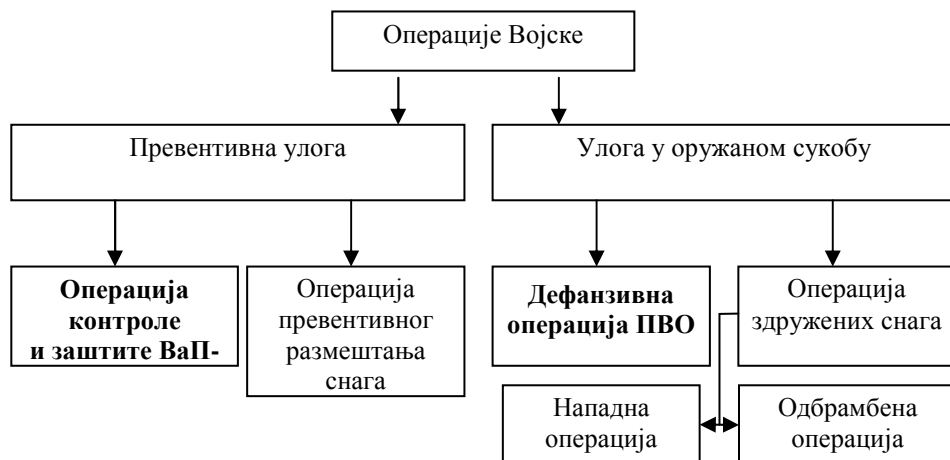 Операције Војске
Превентивна улога
Улога у оружаном сукобу
Операција
контроле
и заштите ВаП-
Операција
превентивног
размештања
снага
Дефанзивна
операција ПВО
Операција
здружених снага
Нападна
операција
Одбрамбена
операција